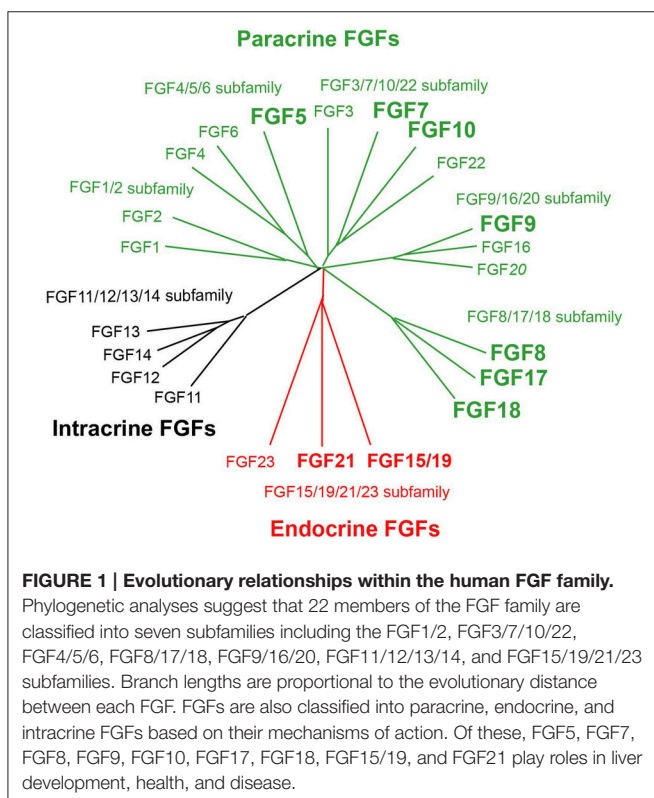 Paracrine FGFs
FGF4/5/6 subfamily
FGF3/7/10/22 subfamily
FGF5
FGF3
FGF7
FGF10
FGF6
FGF4
FGF22
FGF1/2 subfamily
FGF9/16/20 subfamily
FGF2
FGF9
FGF1
FGF16
FGF20
FGF11/12/13/14 subfamily
FGF8/17/18 subfamily
FGF13
FGF14
FGF8
FGF12
FGF17
FGF11
FGF18
Intracrine FGFs
FGF23
FGF21
FGF15/19
FGF15/19/21/23 subfamily
Endocrine FGFs
FIGURE 1 | Evolutionary relationships within the human FGF family.
Phylogenetic analyses suggest that 22 members of the FGF family are
classified into seven subfamilies including the FGF1/2, FGF3/7/10/22,
FGF4/5/6, FGF8/17/18, FGF9/16/20, FGF11/12/13/14, and FGF15/19/21/23
subfamilies. Branch lengths are proportional to the evolutionary distance
between each FGF. FGFs are also classified into paracrine, endocrine, and
intracrine FGFs based on their mechanisms of action. Of these, FGF5, FGF7,
FGF8, FGF9, FGF10, FGF17, FGF18, FGF15/19, and FGF21 play roles in liver
development, health, and disease.